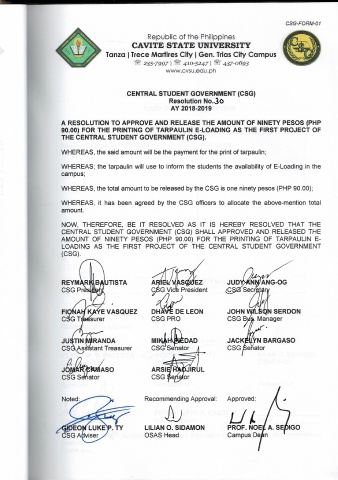 CSG-FORM-01
Republic of the Philippines
CAVITE STATE UNIVERSITY
Tanza | Trece Martires City | Gen. Trias City Campus
☏ 235-7997 | ☏ 410-5247 | ☏ 437-0693
www.cvsu.edu.ph
CENTRAL STUDENT GOVERNMENT (CSG)
Resolution No. 30
AY 2018-2019
A RESOLUTION TO APPROVE AND RELEASE THE AMOUNT OF NINETY PESOS (PHP
90.00) FOR THE PRINTING OF TARPAULIN E-LOADING AS THE FIRST PROJECT OF
THE CENTRAL STUDENT GOVERNMENT (CSG).
WHEREAS, the said amount will be the payment for the print of tarpaulin;
WHEREAS; the tarpaulin will use to inform the students the availability of E-Loading in the
campus;
WHEREAS, the total amount to be released by the CSG is one ninety pesos (PHP 90.00);
WHEREAS, it has been agreed by the CSG officers to allocate the above-mention total
amount.
NOW, THEREFORE, BE IT RESOLVED AS IT IS HEREBY RESOLVED THAT THE
CENTRAL STUDENT GOVERNMENT (CSG) SHALL APPROVED AND RELEASED THE
AMOUNT OF NINETY PESOS (PHP 90.00) FOR THE PRINTING OF TARPAULIN E-
LOADING AS THE FIRST PROJECT OF THE CENTRAL STUDENT GOVERNMENT
(CSG).
REYMARK BAUTISTA ARIEL VASQUEZ JUDY ANN ANG-OG
CSG President CSG Vice President CSG Secretary
FIONAH KAYE VASQUEZ DHAVE DE LEON JOHN WILSON SERDON
CSG Treasurer CSG PRO CSG Bus. Manager
JUSTIN MIRANDA MIKAH PIEDAD JACKELYN BARGASO
CSG Assistant Treasurer CSG Senator CSG Senator
JOMAR CAMASO ARSIE HADJIRUL
CSG Senator CSG Senator
Noted: Recommending Approval: Approved:
GIDEON LUKE P. TY LILIAN O. SIDAMON PROF. NOEL A. SEDIGO
CSG Adviser OSAS Head Campus Dean